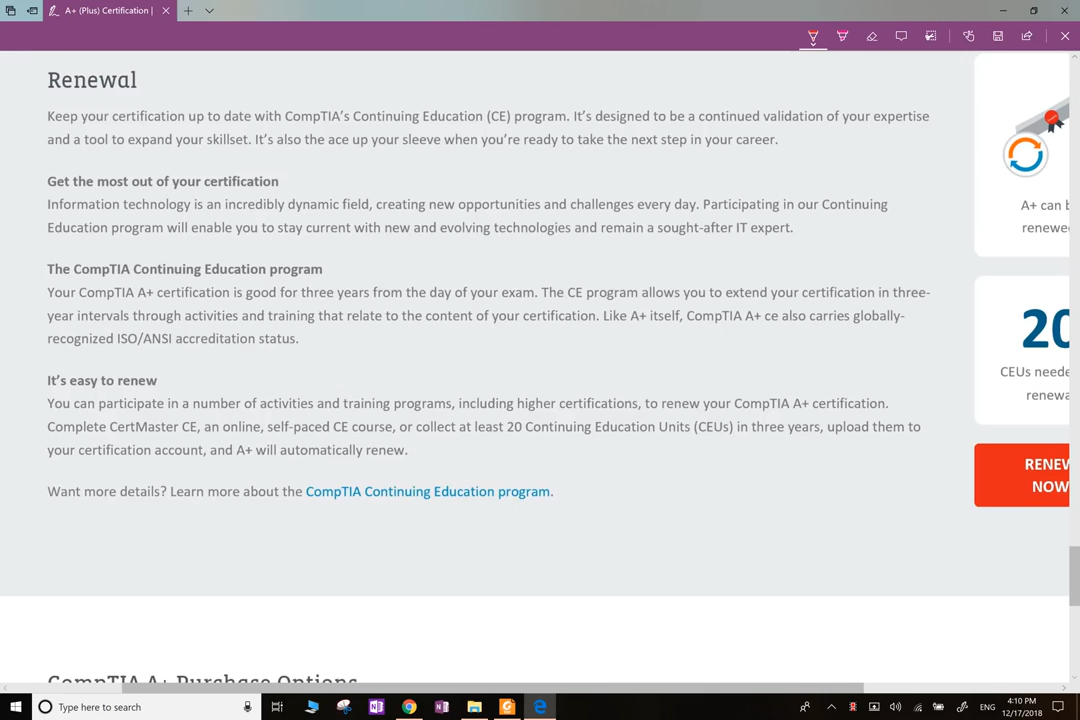 A+ (Plus) Certification |
Renewal
Keep your certification up to date with CompTIA's Continuing Education (CE) program. It's designed to be a continued validation of your expertise
and a tool to expand your skillset. It's also the ace up your sleeve when you're ready to take the next step in your career.
Get the most out of your certification
Information technology is an incredibly dynamic field, creating new opportunities and challenges every day. Participating in our Continuing
Education program will enable you to stay current with new and evolving technologies and remain a sought-after IT expert.
The CompTIA Continuing Education program
Your CompTIA A+ certification is good for three years from the day of your exam. The CE program allows you to extend your certification in three-
year intervals through activities and training that relate to the content of your certification. Like A+ itself, CompTIA A+ ce also carries globally-
recognized ISO/ANSI accreditation status.
It's easy to renew
You can participate in a number of activities and training programs, including higher certifications, to renew your CompTIA A+ certification.
Complete CertMaster CE, an online, self-paced CE course, or collect at least 20 Continuing Education Units (CEUs) in three years, upload them to
your certification account, and A+ will automatically renew.
Want more details? Learn more about the CompTIA Continuing Education program.
A+ can
renewe
20
CEUs neede
renewa
RENEW
NOW
CompTIA A+ Purchase Options
Type here to search
ENG
4:10 PM
12/17/2018